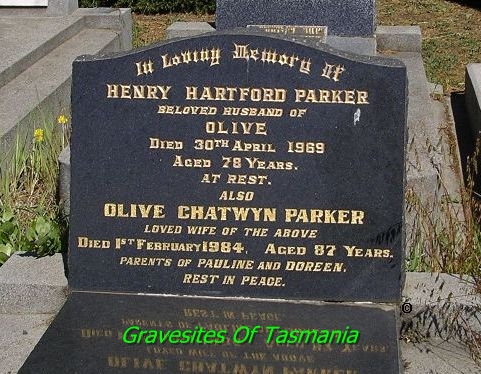 In Loving Memory Of
HENRY HARTFORD PARKER
BELOVED HUSBAND OF
OLIVE
DIED 30TH APRIL 1969
AGED 78 YEARS.
AT REST.
ALSO
OLIVE CHATWYN PARKER
LOVED WIFE OF THE ABOVE
DIED 1ST FEBRUARY 1984. AGED 87 YEARS.
PARENTS OF PAULINE AND DOREEN.
REST IN PEACE.
Gravesites Of Tasmania
©